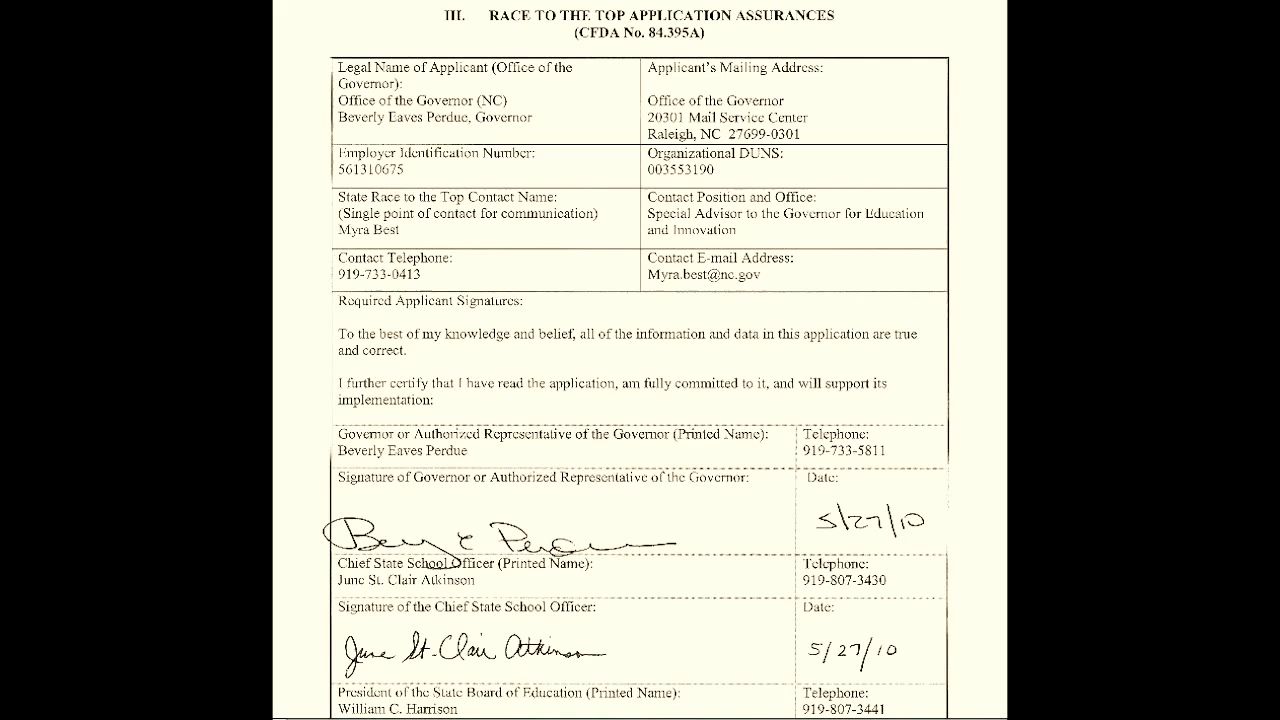 III. RACE TO THE TOP APPLICATION ASSURANCES
(CFDA No. 84.395A)
Legal Name of Applicant (Office of the
Governor):
Office of the Governor (NC)
Beverly Eaves Perdue, Governor
Applicant's Mailing Address:
Office of the Governor
20301 Mail Service Center
Raleigh, NC 27699-0301
Employer Identification Number:
561310675
Organizational DUNS:
003553190
State Race to the Top Contact Name:
(Single point of contact for communication)
Myra Best
Contact Position and Office:
Special Advisor to the Governor for Education
and Innovation
Contact Telephone:
919-733-0413
Contact E-mail Address:
Myra.best@nc.gov
Required Applicant Signatures:
To the best of my knowledge and belief, all of the information and data in this application are true
and correct.
I further certify that I have read the application, am fully committed to it, and will support its
implementation:
Governor or Authorized Representative of the Governor (Printed Name):
Beverly Eaves Perdue
Telephone:
919-733-5811
Signature of Governor or Authorized Representative of the Governor:
Bev E Perdue
Date:
5/27/10
Chief State School Officer (Printed Name):
June St. Clair Atkinson
Telephone:
919-807-3430
Signature of the Chief State School Officer:
June St. Clair Atkinson
Date:
5/27/10
President of the State Board of Education (Printed Name):
William C. Harrison
Telephone:
919-807-3441